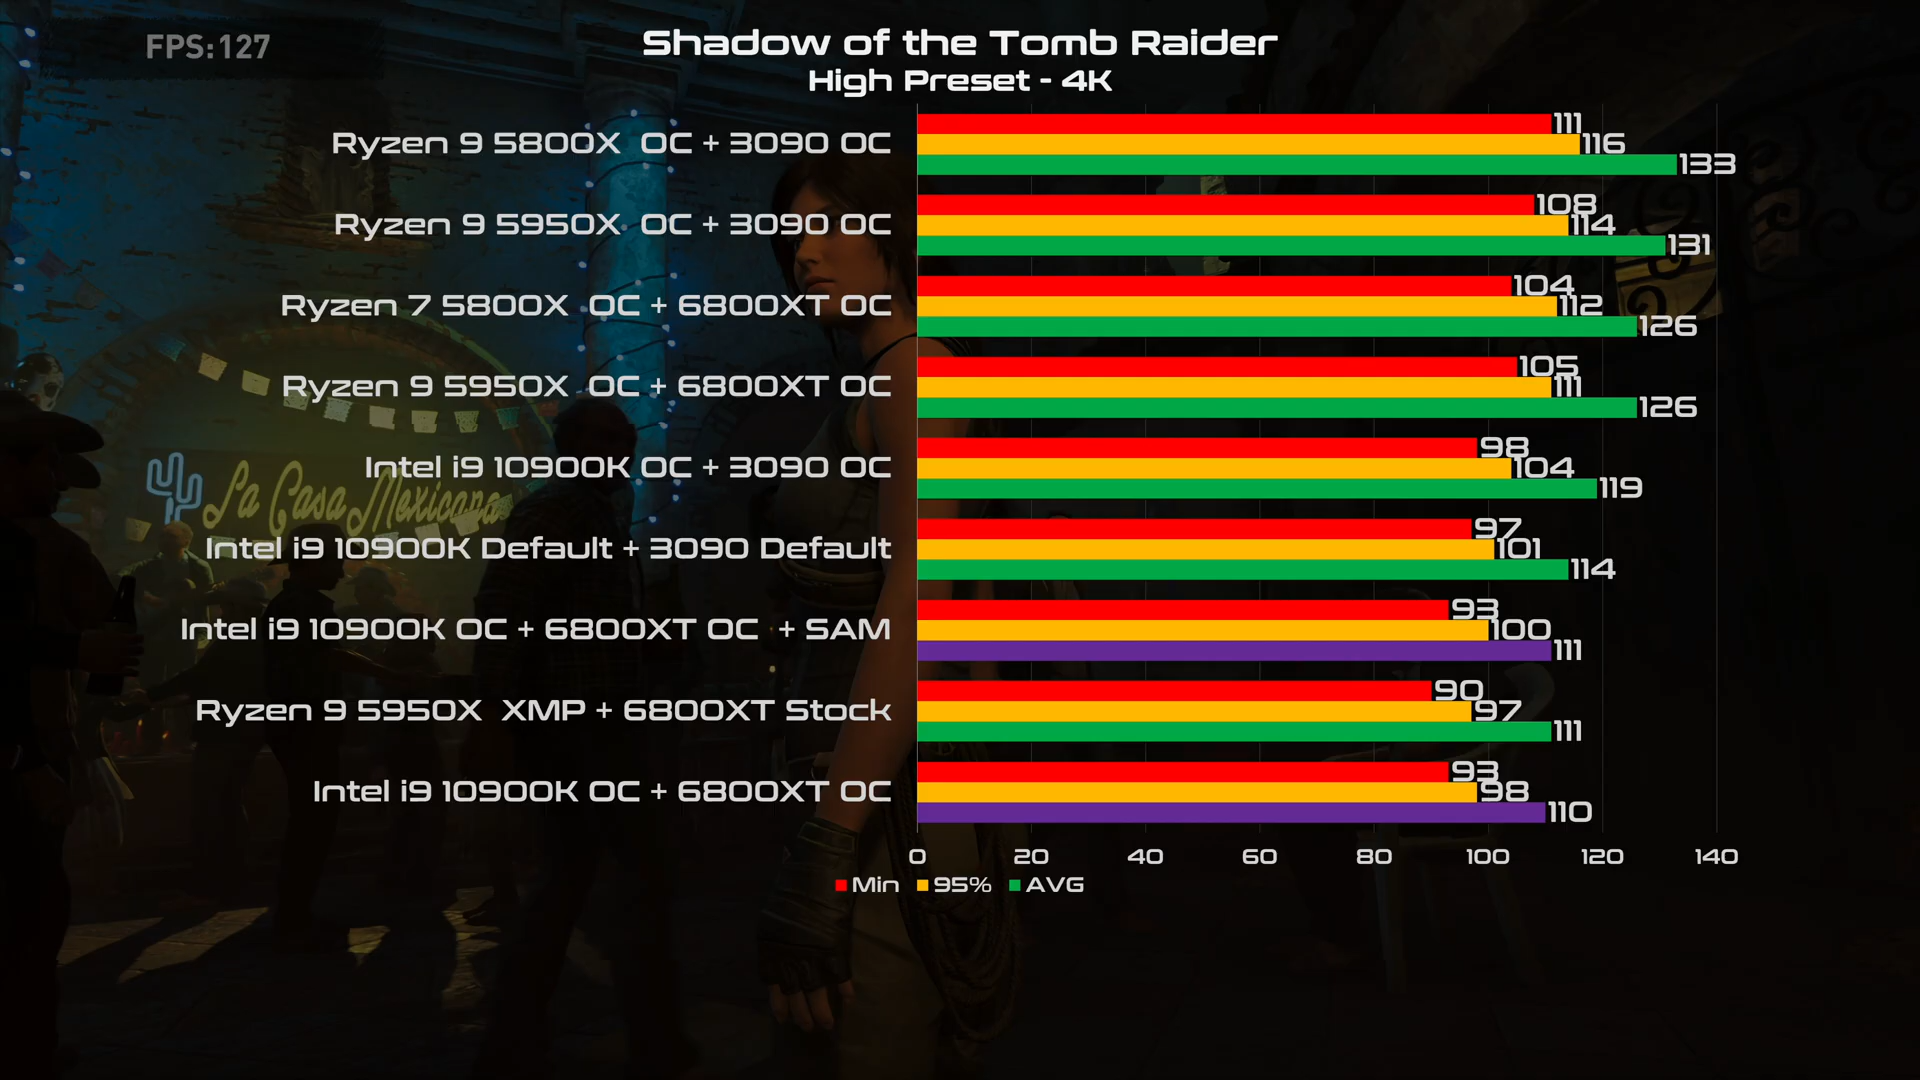 FPS:127
Shadow of the Tomb Raider
High Preset - 4K
Ryzen 9 5800X  OC + 3090 OC
111
116
133
Ryzen 9 5950X  OC + 3090 OC
108
114
131
Ryzen 7 5800X  OC + 6800XT OC
104
112
126
Ryzen 9 5950X  OC + 6800XT OC
105
111
126
Intel i9 10900K OC + 3090 OC
98
104
119
La Casa Mexicana
Intel i9 10900K Default + 3090 Default
97
101
114
Intel i9 10900K OC + 6800XT OC  + SAM
93
100
111
Ryzen 9 5950X  XMP + 6800XT Stock
90
97
111
Intel i9 10900K OC + 6800XT OC
93
98
110
0 20 40 60 80 100 120 140
Min 95% AVG